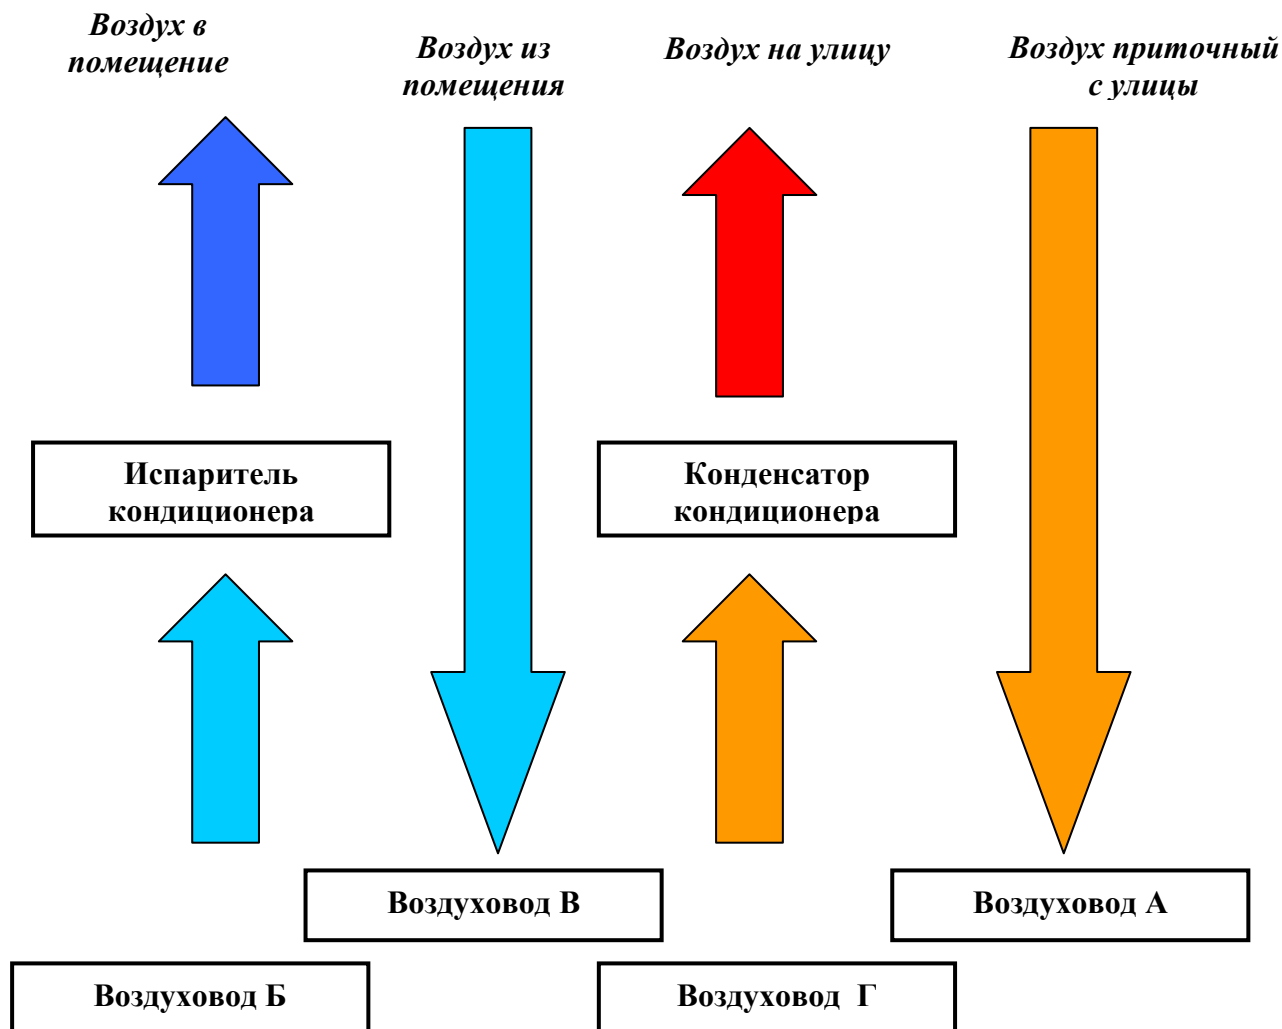 Воздух в
помещение
Воздух из
помещения
Воздух на улицу
Воздух приточный
с улицы
Испаритель
кондиционера
Конденсатор
кондиционера
Воздуховод В
Воздуховод А
Воздуховод Б
Воздуховод Г